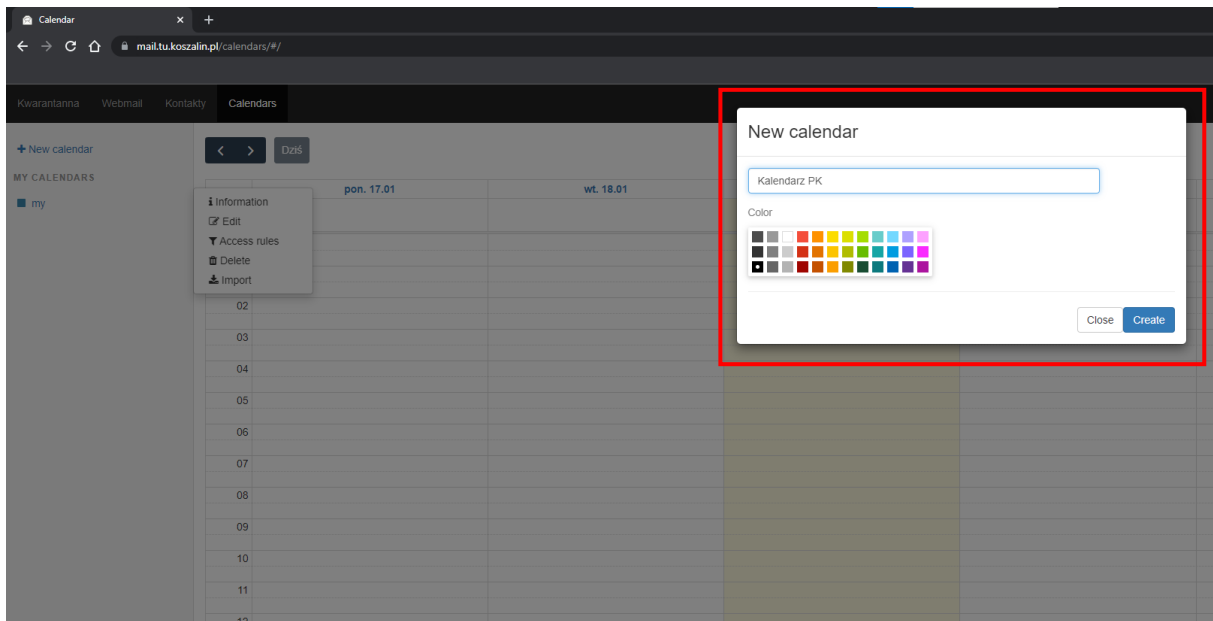 Calendar
mail.tu.koszalin.pl/calendars/#/
Kwarantanna Webmail Kontakty Calendars
New calendar
MY CALENDARS
my
Dziś
pon. 17.01 wt. 18.01
Information
Edit
Access rules
Delete
Import
02
03
04
05
06
07
08
09
10
11
12
New calendar
Kalendarz PK
Color
Close Create